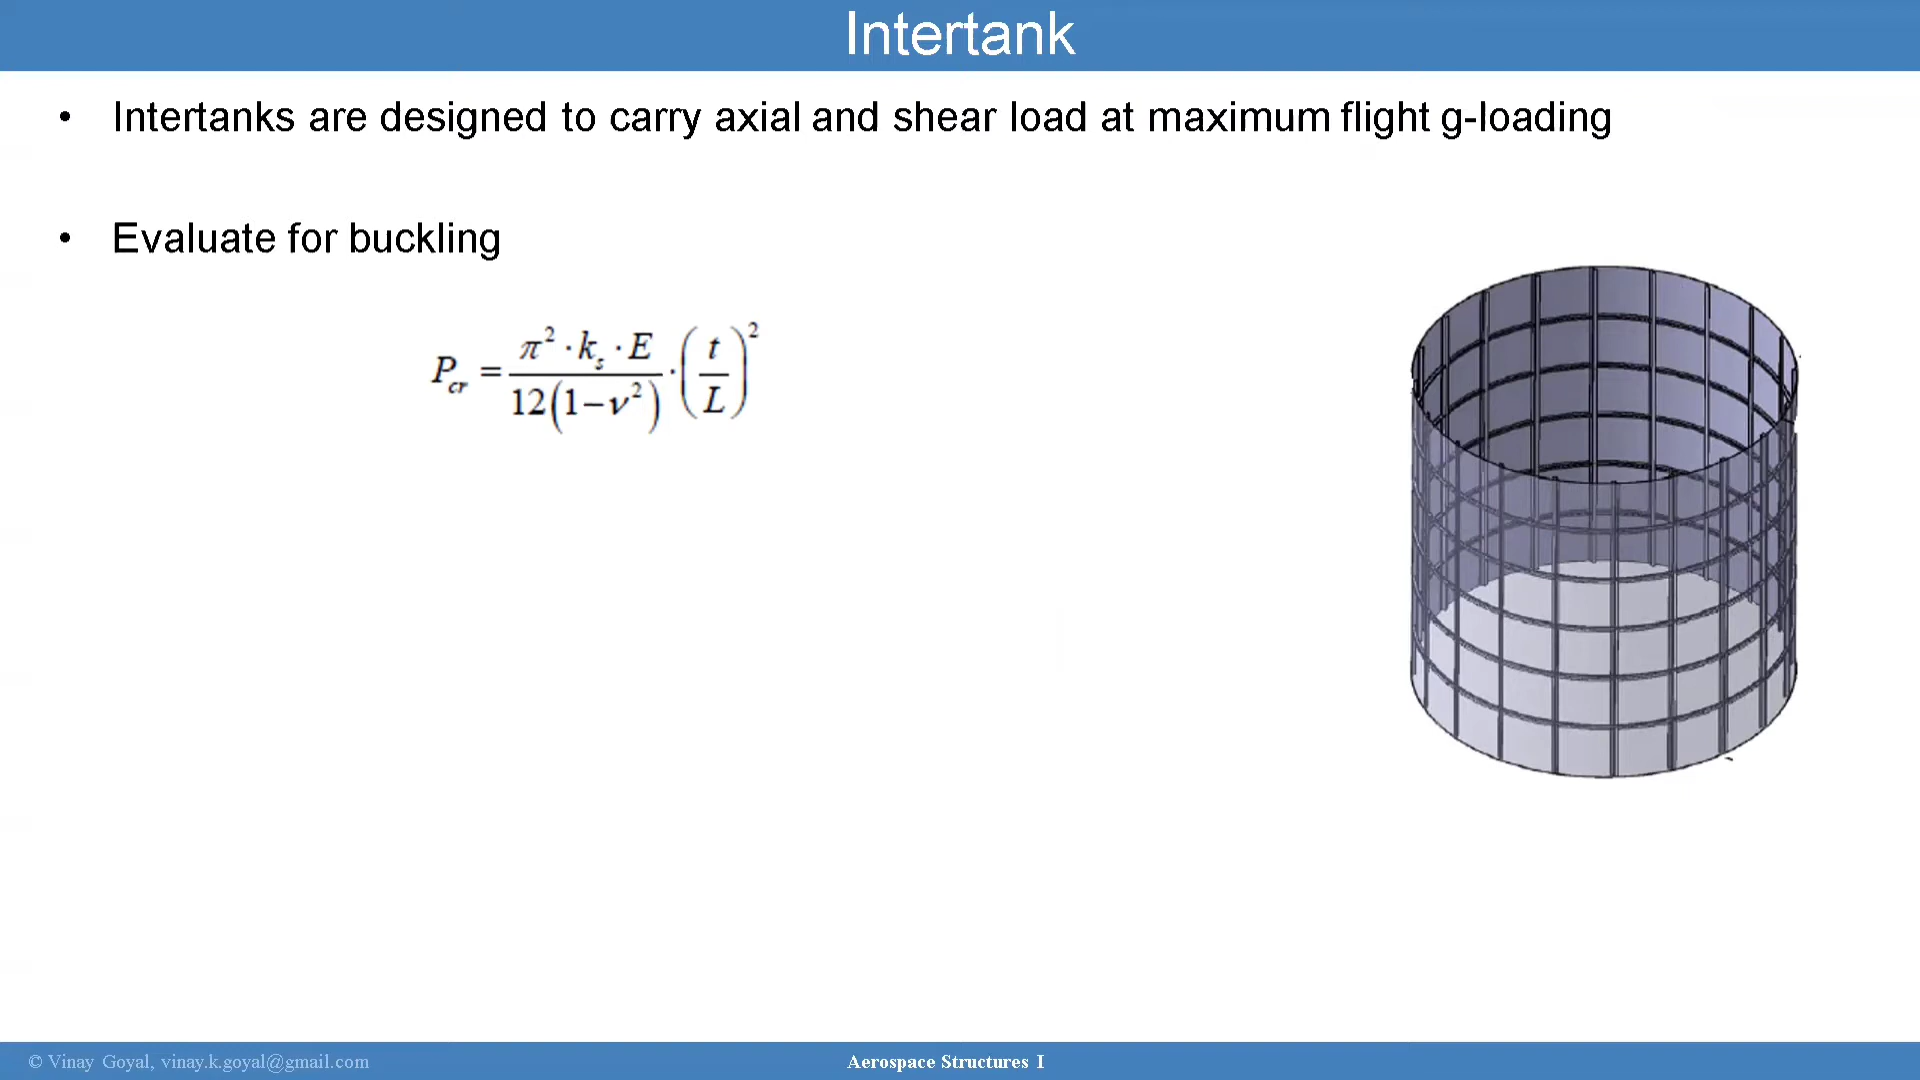 Intertank
• Intertanks are designed to carry axial and shear load at maximum flight g-loading
• Evaluate for buckling
P_cr = π² · k_s · E / 12(1−ν²) · (t / L)²
© Vinay Goyal, vinay.k.goyal@gmail.com
Aerospace Structures I